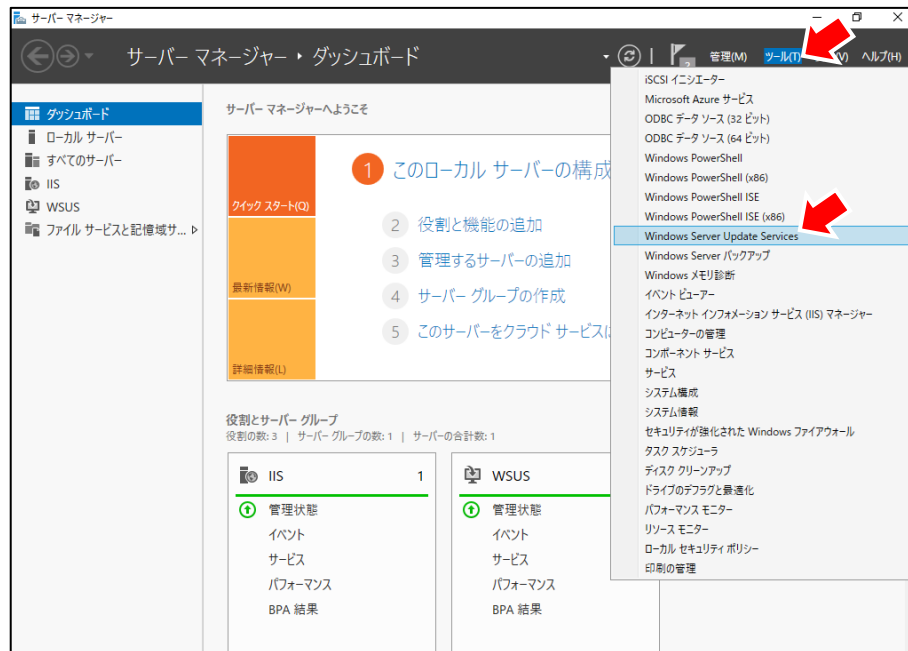 サーバー マネージャー
サーバー マネージャー・ダッシュボード
2
管理(M)
ツール(T)
(V)
ヘルプ(H)
ダッシュボード
ローカル サーバー
すべてのサーバー
IIS
WSUS
ファイル サービスと記憶域サ...
サーバー マネージャーへようこそ
クイック スタート(Q)
最新情報(W)
詳細情報(L)
1 このローカル サーバーの構成
2 役割と機能の追加
3 管理するサーバーの追加
4 サーバー グループの作成
5 このサーバーをクラウド サービスに
役割とサーバー グループ
役割の数: 3 | サーバー グループの数: 1 | サーバーの合計数: 1
IIS 1
管理状態
イベント
サービス
パフォーマンス
BPA 結果
WSUS
管理状態
イベント
サービス
パフォーマンス
BPA 結果
iSCSI イニシエーター
Microsoft Azure サービス
ODBC データ ソース (32 ビット)
ODBC データ ソース (64 ビット)
Windows PowerShell
Windows PowerShell (x86)
Windows PowerShell ISE
Windows PowerShell ISE (x86)
Windows Server Update Services
Windows Server バックアップ
Windows メモリ診断
イベント ビューアー
インターネット インフォメーション サービス (IIS) マネージャー
コンピューターの管理
コンポーネント サービス
サービス
システム構成
システム情報
セキュリティが強化された Windows ファイアウォール
タスク スケジューラ
ディスク クリーンアップ
ドライブのデフラグと最適化
パフォーマンス モニター
リソース モニター
ローカル セキュリティ ポリシー
印刷の管理